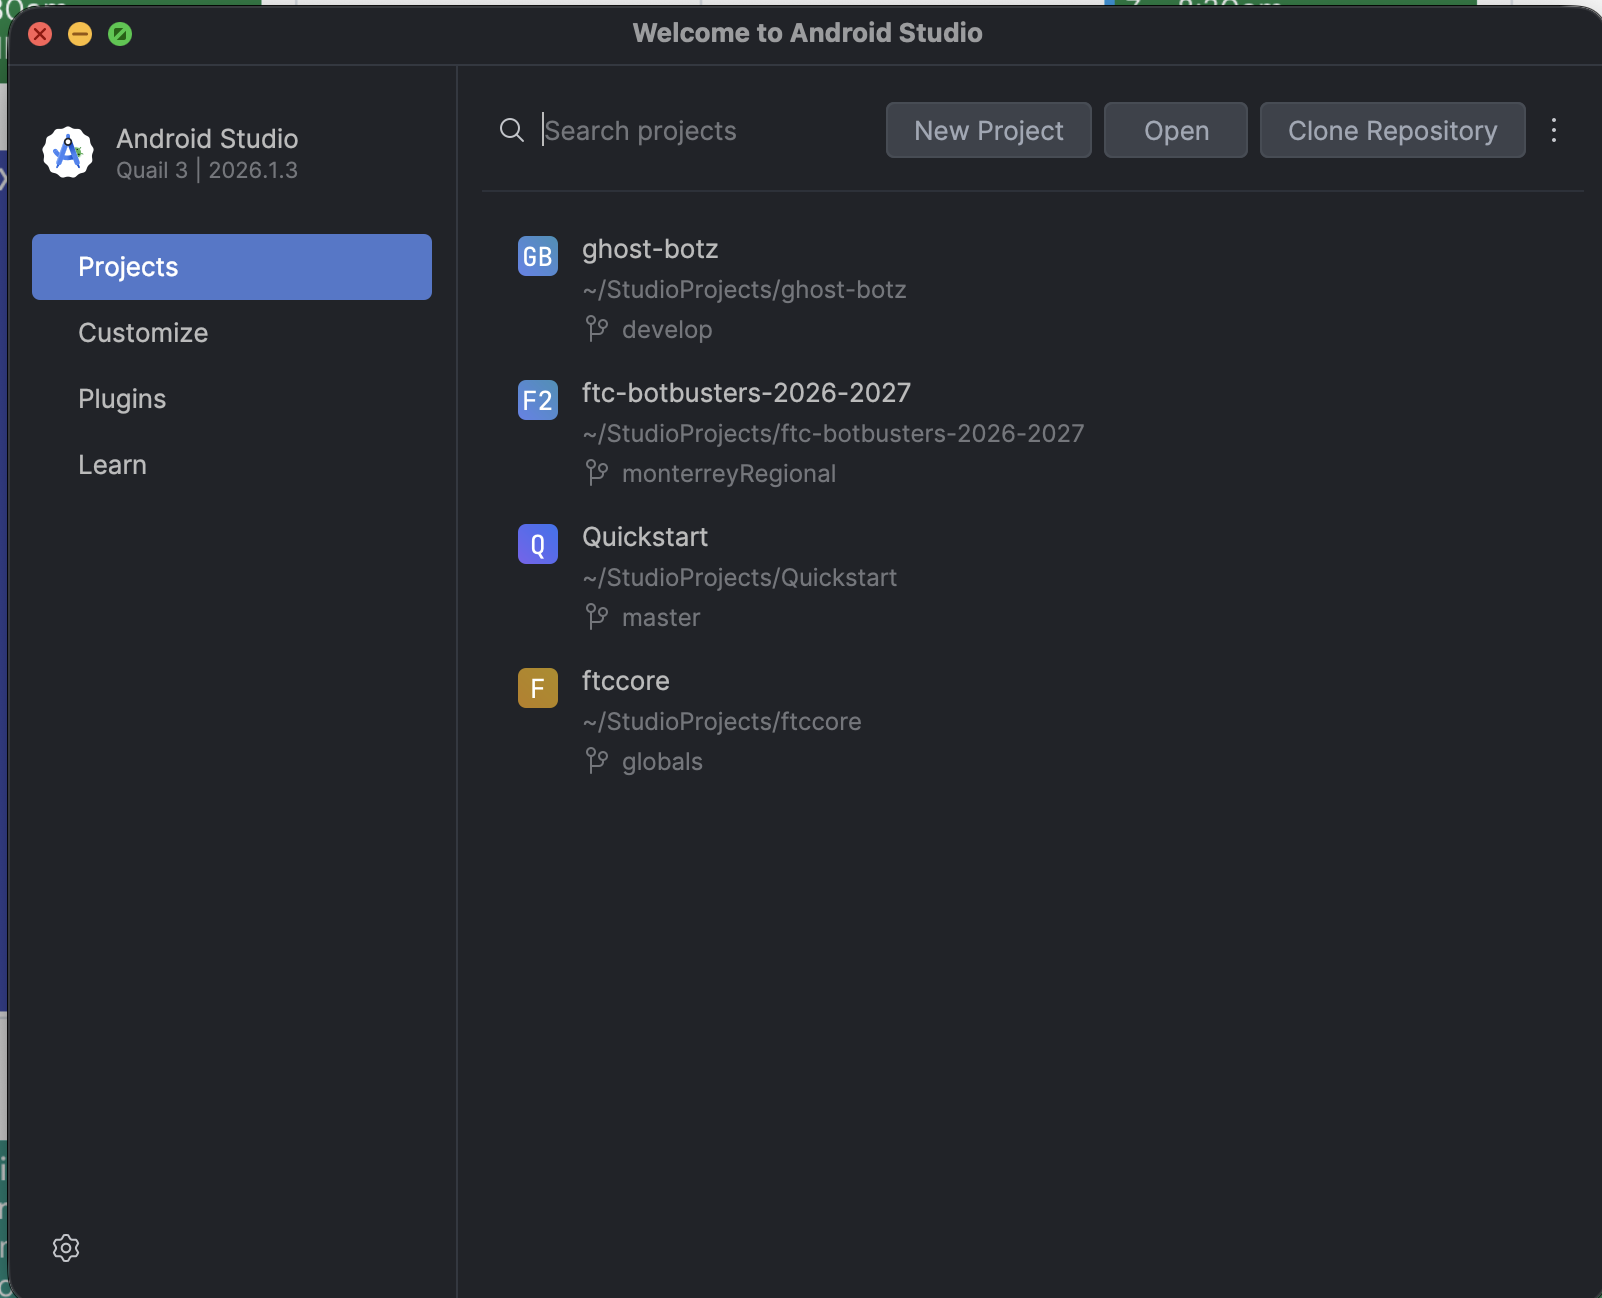 Welcome to Android Studio
Android Studio
Quail 3 | 2026.1.3
Projects
Customize
Plugins
Learn
Search projects
New Project
Open
Clone Repository
GB
ghost-botz
~/StudioProjects/ghost-botz
develop
F2
ftc-botbusters-2026-2027
~/StudioProjects/ftc-botbusters-2026-2027
monterreyRegional
Q
Quickstart
~/StudioProjects/Quickstart
master
F
ftccore
~/StudioProjects/ftccore
globals